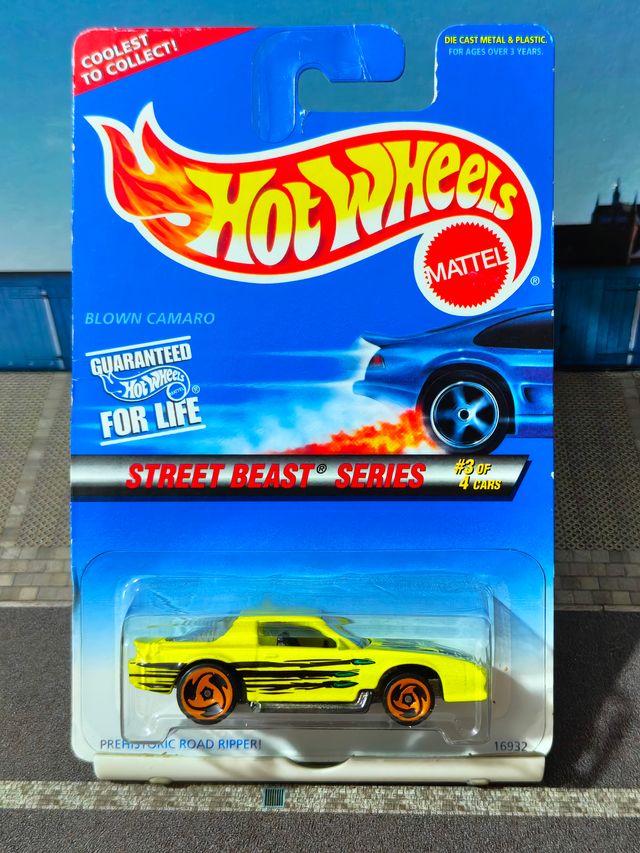 COOLEST
TO COLLECT!
DIE CAST METAL & PLASTIC.
FOR AGES OVER 3 YEARS.
HOT WHEELS
MATTEL
®
BLOWN CAMARO
GUARANTEED
HOT WHEELS
®
FOR LIFE
STREET BEAST® SERIES
#3 OF
4 CARS
PREHISTORIC ROAD RIPPER!
16932